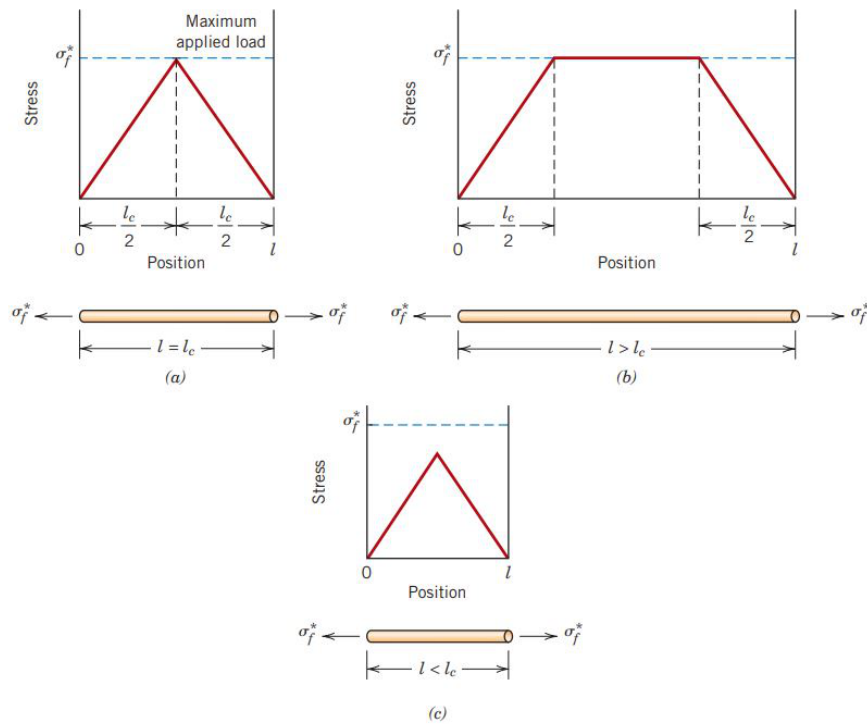 Maximum
applied load
σ*f
Stress
lc/2
lc/2
0
l
Position
σ*f
σ*f
l = lc
(a)
σ*f
Stress
lc/2
lc/2
0
l
Position
σ*f
σ*f
l > lc
(b)
σ*f
Stress
0
l
Position
σ*f
σ*f
l < lc
(c)